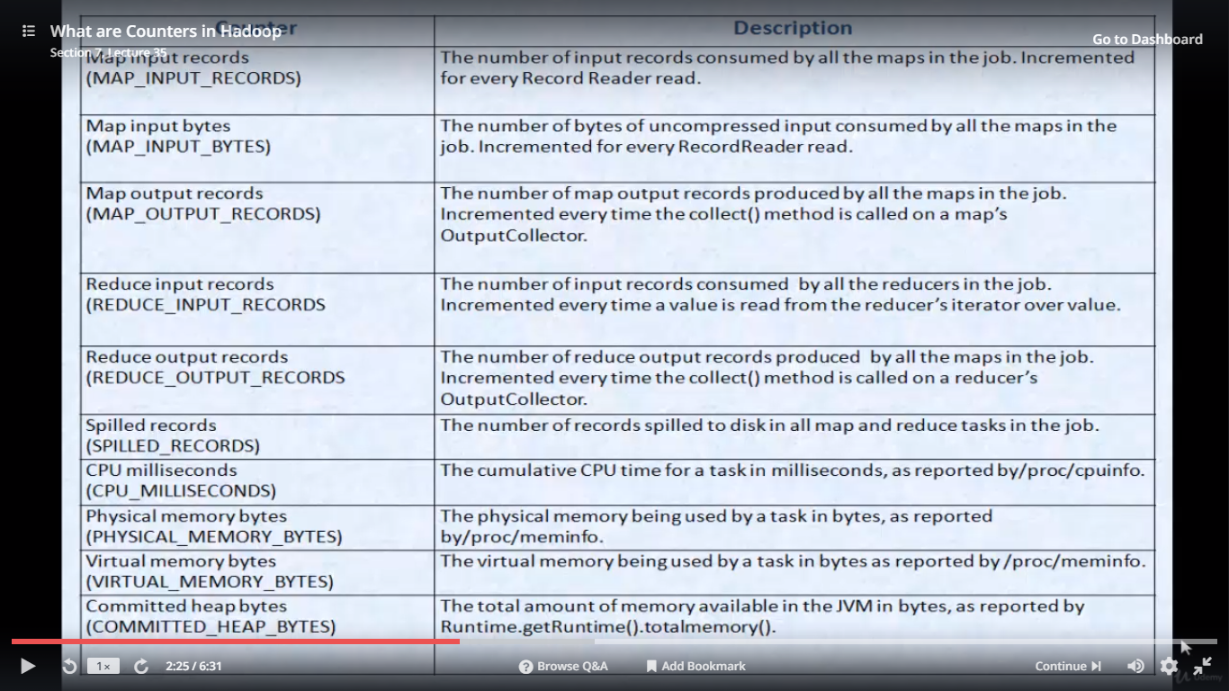 What are Counters in Hadoop
Section 7, Lecture 35
Go to Dashboard
Counter
Description
Map input records
(MAP_INPUT_RECORDS)
The number of input records consumed by all the maps in the job. Incremented
for every Record Reader read.
Map input bytes
(MAP_INPUT_BYTES)
The number of bytes of uncompressed input consumed by all the maps in the
job. Incremented for every RecordReader read.
Map output records
(MAP_OUTPUT_RECORDS)
The number of map output records produced by all the maps in the job.
Incremented every time the collect() method is called on a map’s
OutputCollector.
Reduce input records
(REDUCE_INPUT_RECORDS
The number of input records consumed by all the reducers in the job.
Incremented every time a value is read from the reducer’s iterator over value.
Reduce output records
(REDUCE_OUTPUT_RECORDS
The number of reduce output records produced by all the maps in the job.
Incremented every time the collect() method is called on a reducer’s
OutputCollector.
Spilled records
(SPILLED_RECORDS)
The number of records spilled to disk in all map and reduce tasks in the job.
CPU milliseconds
(CPU_MILLISECONDS)
The cumulative CPU time for a task in milliseconds, as reported by/proc/cpuinfo.
Physical memory bytes
(PHYSICAL_MEMORY_BYTES)
The physical memory being used by a task in bytes, as reported
by/proc/meminfo.
Virtual memory bytes
(VIRTUAL_MEMORY_BYTES)
The virtual memory being used by a task in bytes as reported by /proc/meminfo.
Committed heap bytes
(COMMITTED_HEAP_BYTES)
The total amount of memory available in the JVM in bytes, as reported by
Runtime.getRuntime().totalmemory().
1×
2:25 / 6:31
Browse Q&A
Add Bookmark
Continue
Udemy